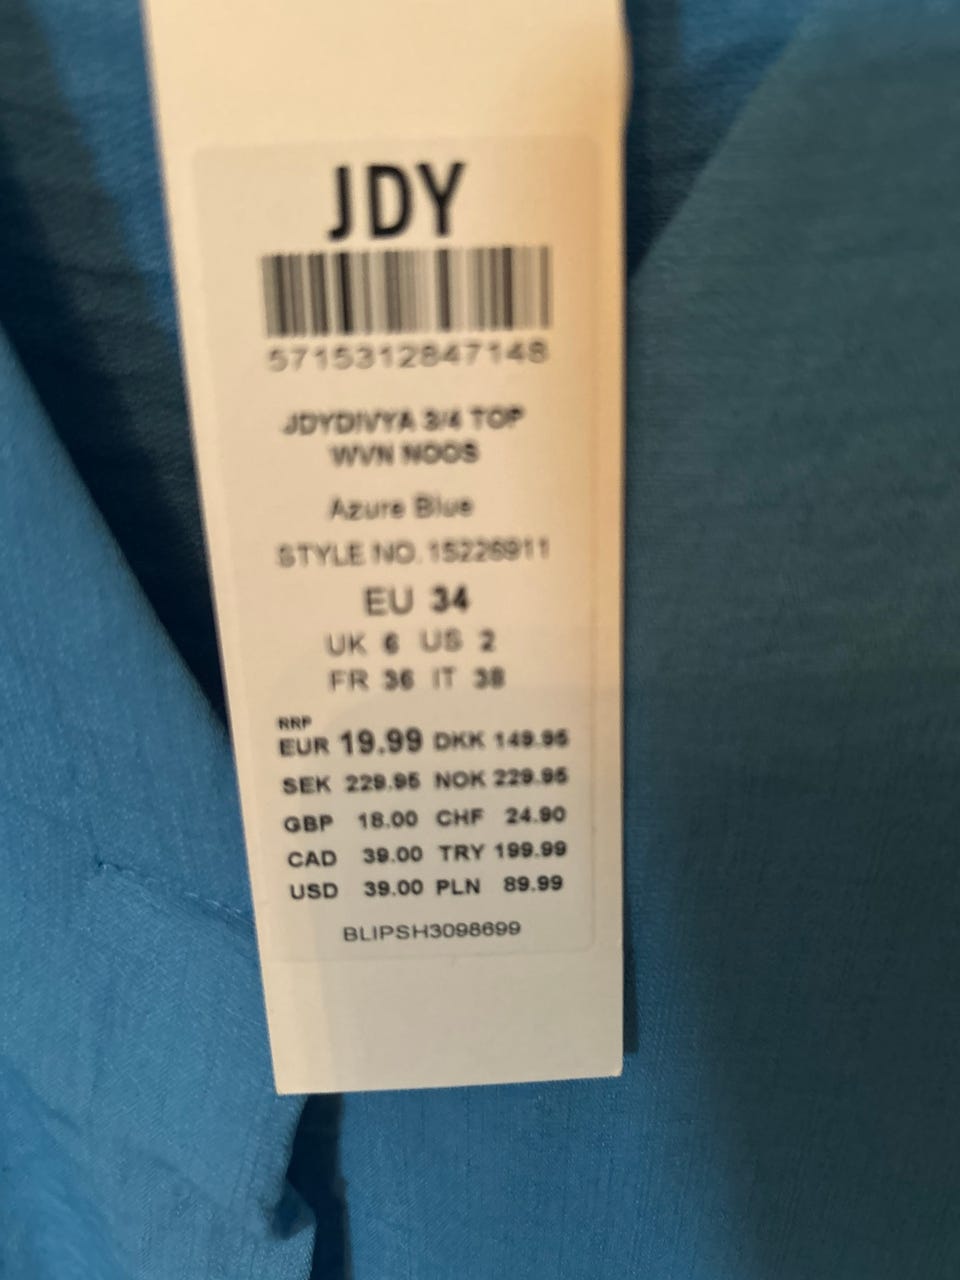 JDY
5715312847148
JDYDIVYA 3/4 TOP
WVN NOOS
Azure Blue
STYLE NO. 15226911
EU 34
UK 6 US 2
FR 36 IT 38
RRP
EUR 19.99 DKK 149.95
SEK 229.95 NOK 229.95
GBP 18.00 CHF 24.90
CAD 39.00 TRY 199.99
USD 39.00 PLN 89.99
BLIPSH3098699